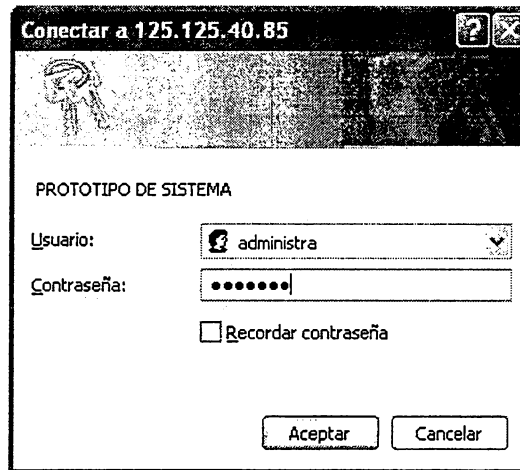 Conectar a 125.125.40.85
PROTOTIPO DE SISTEMA
Usuario: administra
Contraseña: •••••••
Recordar contraseña
Aceptar Cancelar